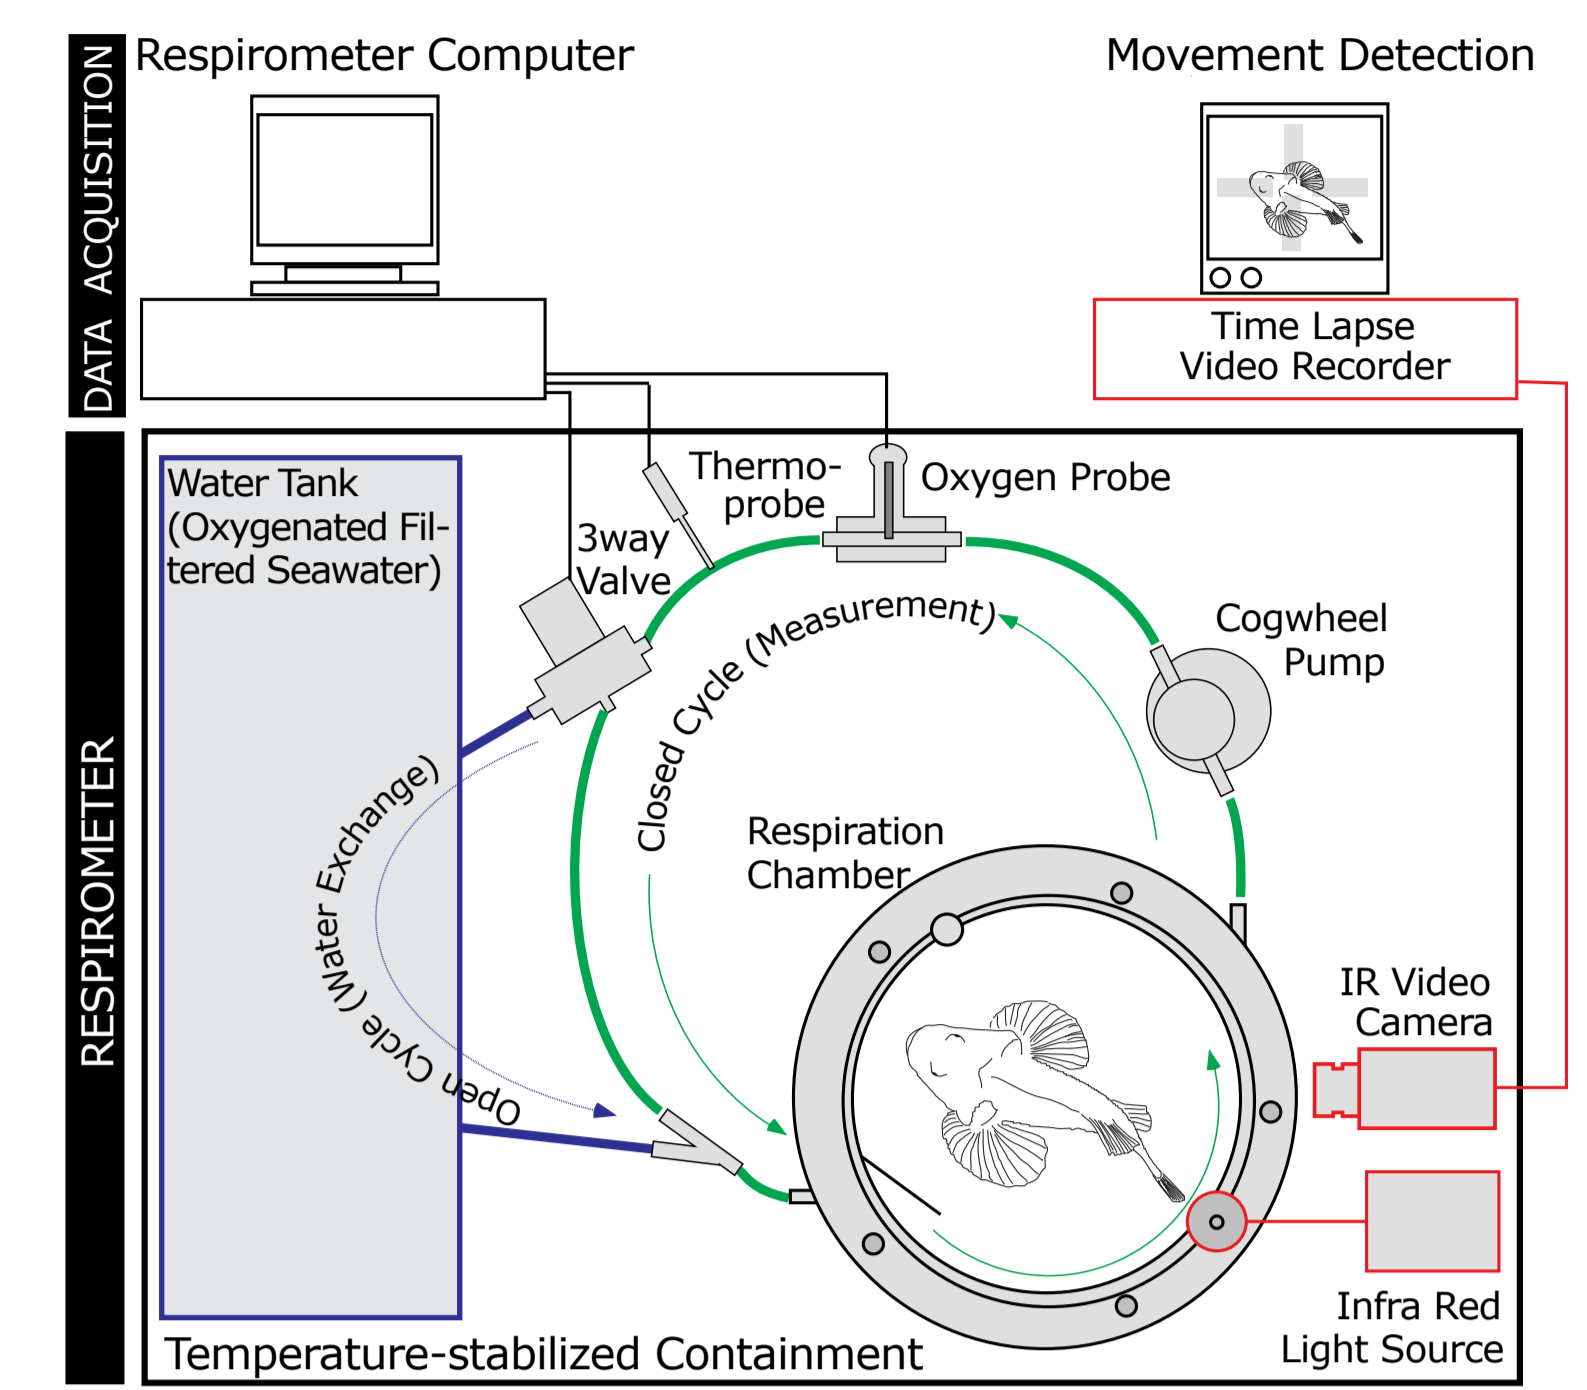 Respirometer Computer
Movement Detection
DATA ACQUISITION
Time Lapse
Video Recorder
RESPIROMETER
Water Tank
(Oxygenated Fil-
tered Seawater)
Thermo-
probe
Oxygen Probe
3way
Valve
Cogwheel
Pump
Closed Cycle (Measurement)
Open Cycle (Water Exchange)
Respiration
Chamber
IR Video
Camera
Infra Red
Light Source
Temperature-stabilized Containment